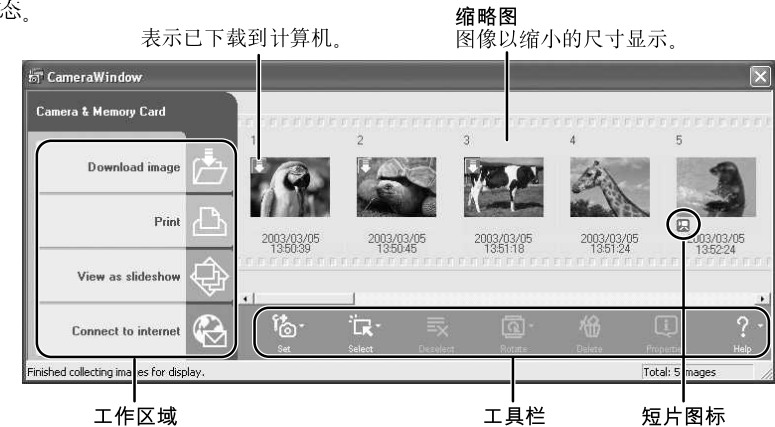 态。
缩略图
表示已下载到计算机。
图像以缩小的尺寸显示。
CameraWindow
Camera & Memory Card
Download image
Print
View as slideshow
Connect to internet
1 2 3 4 5
2003/03/05 2003/03/05 2003/03/05 2003/03/05 2003/03/05
13:50:39 13:50:45 13:51:18 13:51:24 13:52:24
Set Select Deselect Rotate Delete Properties Help
Finished collecting images for display.
Total: 5 images
工作区域 工具栏 短片图标